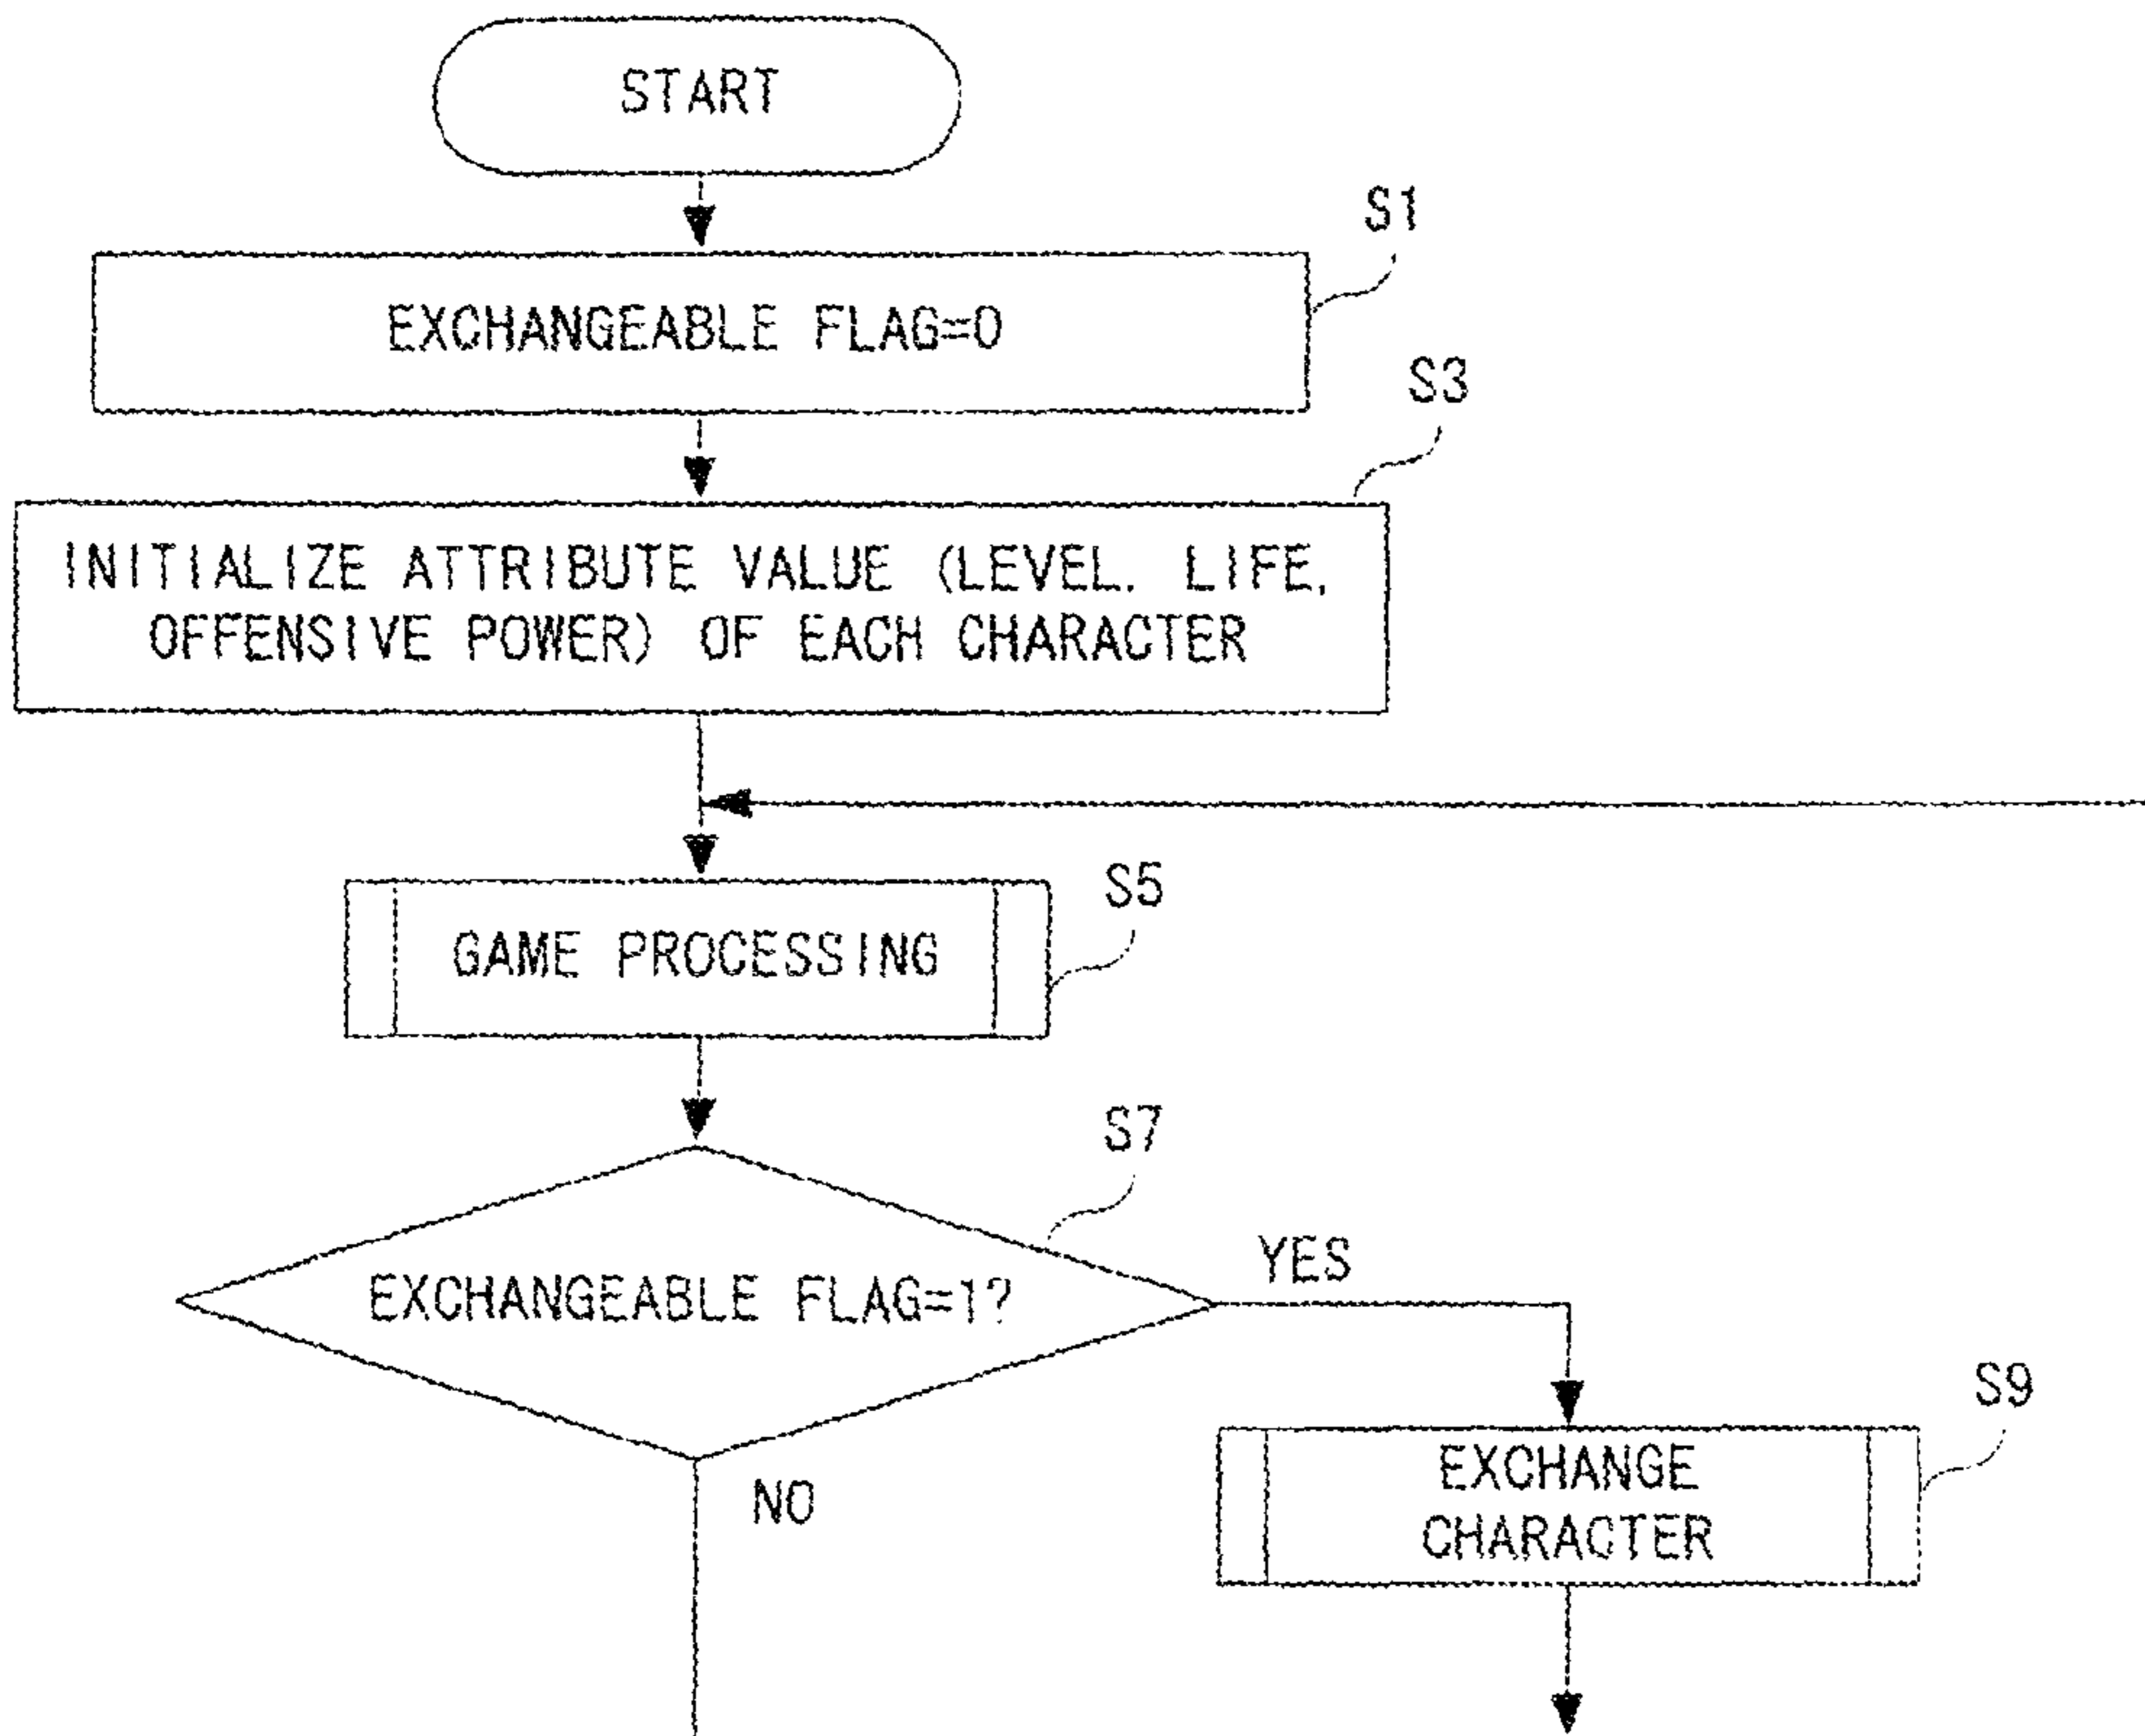 START
S1
EXCHANGEABLE FLAG=0
S3
INITIALIZE ATTRIBUTE VALUE (LEVEL. LIFE,
OFFENSIVE POWER) OF EACH CHARACTER
S5
GAME PROCESSING
S7
YES
EXCHANGEABLE FLAG=1?
S9
EXCHANGE
CHARACTER
NO